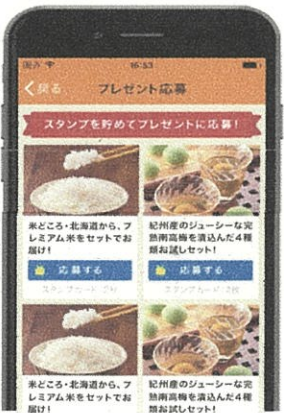 16:53
戻る
プレゼント応募
スタンプを貯めてプレゼントに応募！
米どころ・北海道から、プ
レミアム米をセットでお
届け！
応募する
紀州産のジューシーな完
熟南高梅を漬込んだ4種
類お試しセット！
応募する
米どころ・北海道から、プ
レミアム米をセットでお
届け！
紀州産のジューシーな完
熟南高梅を漬込んだ4種
類お試しセット！